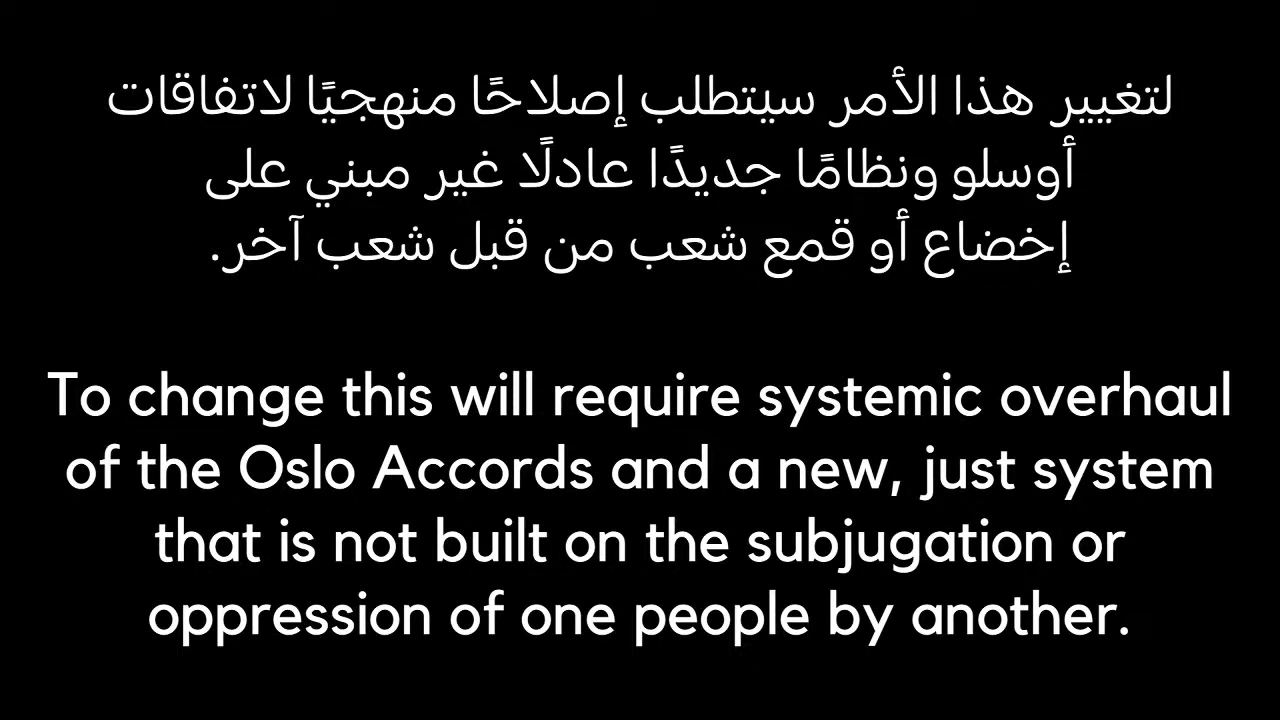 لتغيير هذا الأمر سيتطلب إصلاحًا منهجيًا لاتفاقات
أوسلو ونظامًا جديدًا عادلًا غير مبني على
إخضاع أو قمع شعب من قبل شعب آخر.
To change this will require systemic overhaul
of the Oslo Accords and a new, just system
that is not built on the subjugation or
oppression of one people by another.